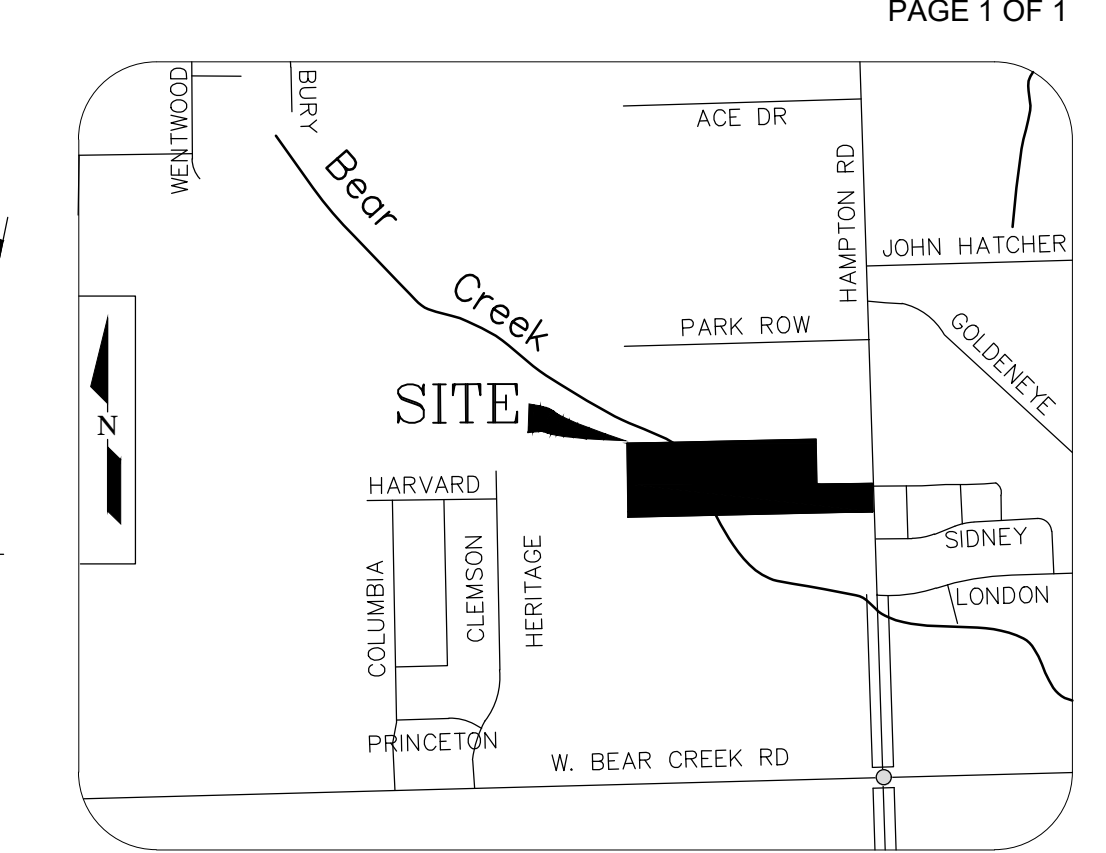 PAGE 1 OF 1
WENTWOOD
BURY
ACE DR
Bear
HAMPTON RD
JOHN HATCHER
Creek
PARK ROW
GOLDENEYE
SITE
N
HARVARD
SIDNEY
COLUMBIA
CLEMSON
HERITAGE
LONDON
PRINCETON
W. BEAR CREEK RD